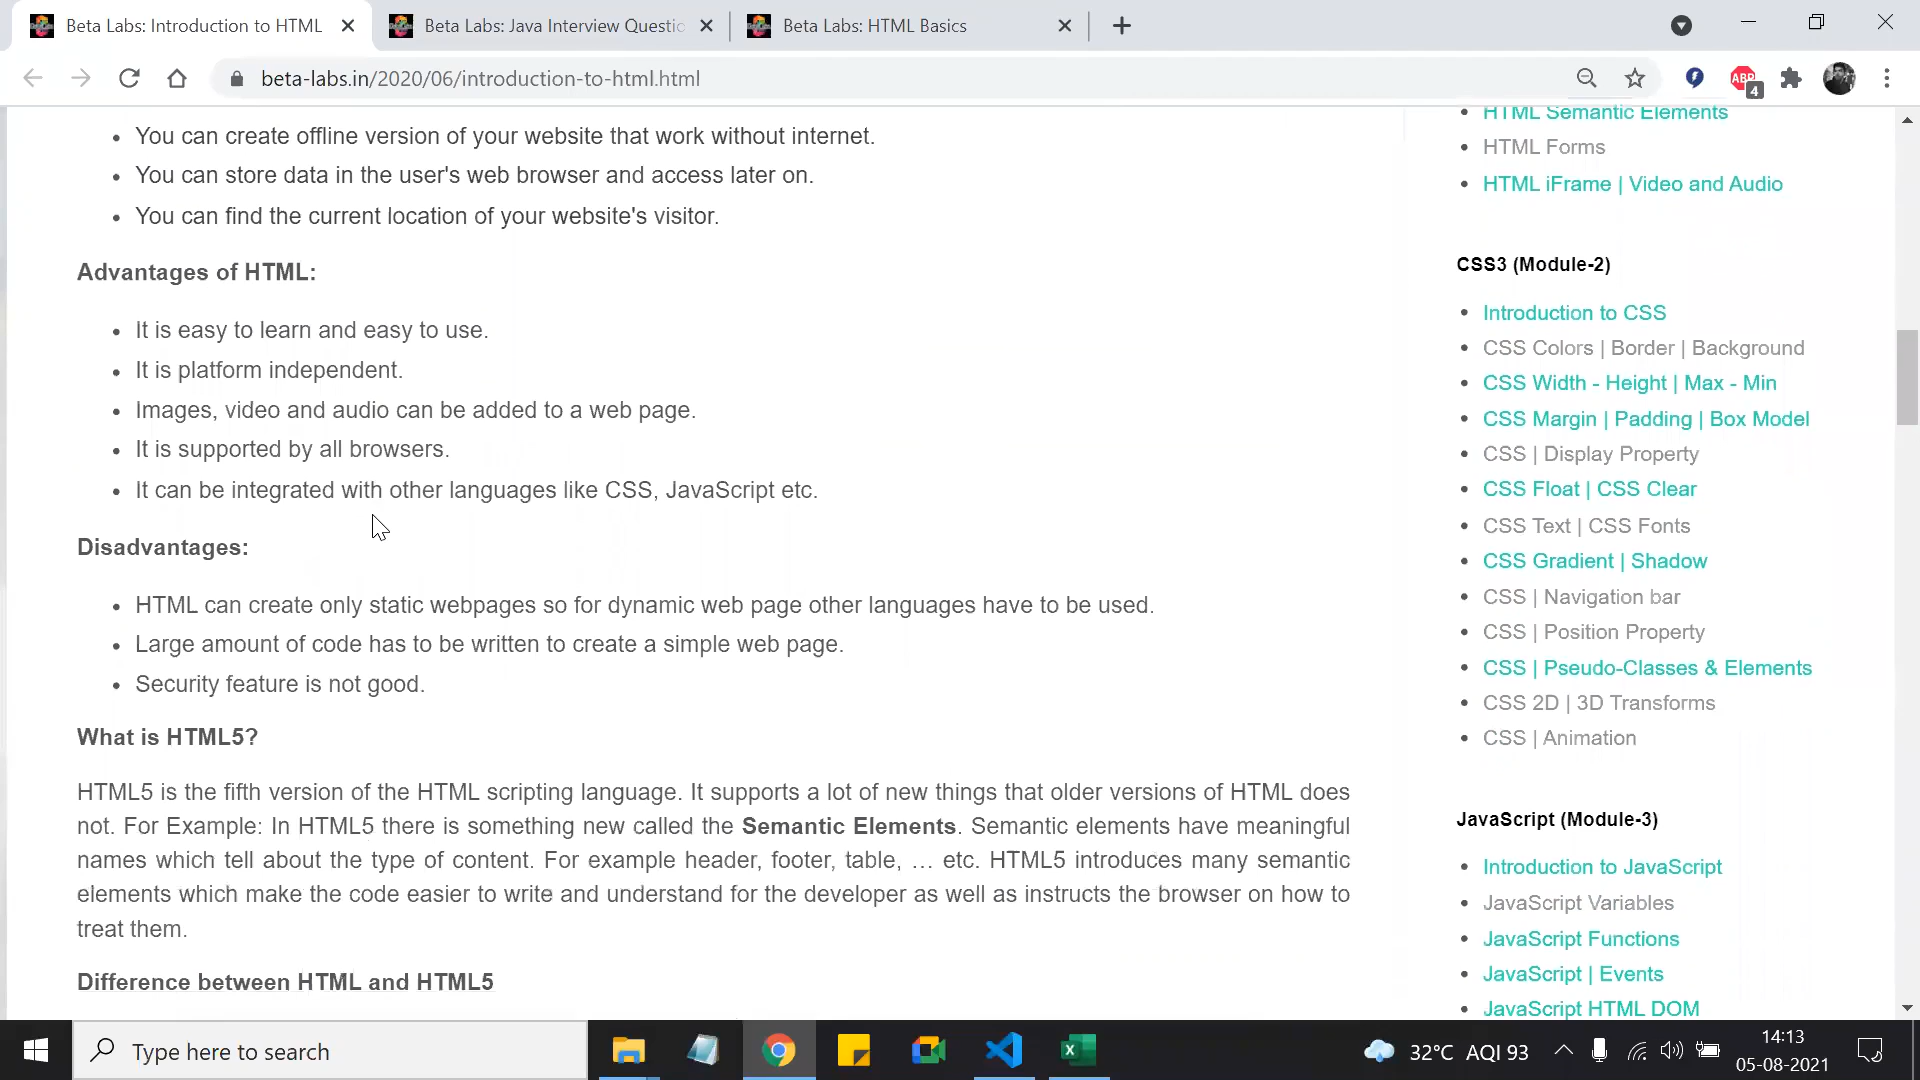 Beta Labs: Introduction to HTML
Beta Labs: Java Interview Questio
Beta Labs: HTML Basics
beta-labs.in/2020/06/introduction-to-html.html
ABP
4
You can create offline version of your website that work without internet.
You can store data in the user's web browser and access later on.
You can find the current location of your website's visitor.
Advantages of HTML:
It is easy to learn and easy to use.
It is platform independent.
Images, video and audio can be added to a web page.
It is supported by all browsers.
It can be integrated with other languages like CSS, JavaScript etc.
Disadvantages:
HTML can create only static webpages so for dynamic web page other languages have to be used.
Large amount of code has to be written to create a simple web page.
Security feature is not good.
What is HTML5?
HTML5 is the fifth version of the HTML scripting language. It supports a lot of new things that older versions of HTML does
not. For Example: In HTML5 there is something new called the Semantic Elements. Semantic elements have meaningful
names which tell about the type of content. For example header, footer, table, … etc. HTML5 introduces many semantic
elements which make the code easier to write and understand for the developer as well as instructs the browser on how to
treat them.
Difference between HTML and HTML5
HTML Semantic Elements
HTML Forms
HTML iFrame | Video and Audio
CSS3 (Module-2)
Introduction to CSS
CSS Colors | Border | Background
CSS Width - Height | Max - Min
CSS Margin | Padding | Box Model
CSS | Display Property
CSS Float | CSS Clear
CSS Text | CSS Fonts
CSS Gradient | Shadow
CSS | Navigation bar
CSS | Position Property
CSS | Pseudo-Classes & Elements
CSS 2D | 3D Transforms
CSS | Animation
JavaScript (Module-3)
Introduction to JavaScript
JavaScript Variables
JavaScript Functions
JavaScript | Events
JavaScript HTML DOM
Type here to search
32°C AQI 93
14:13
05-08-2021